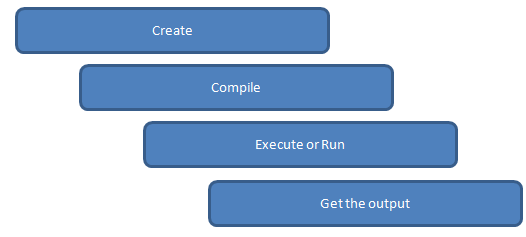 Create
Compile
Execute or Run
Get the output